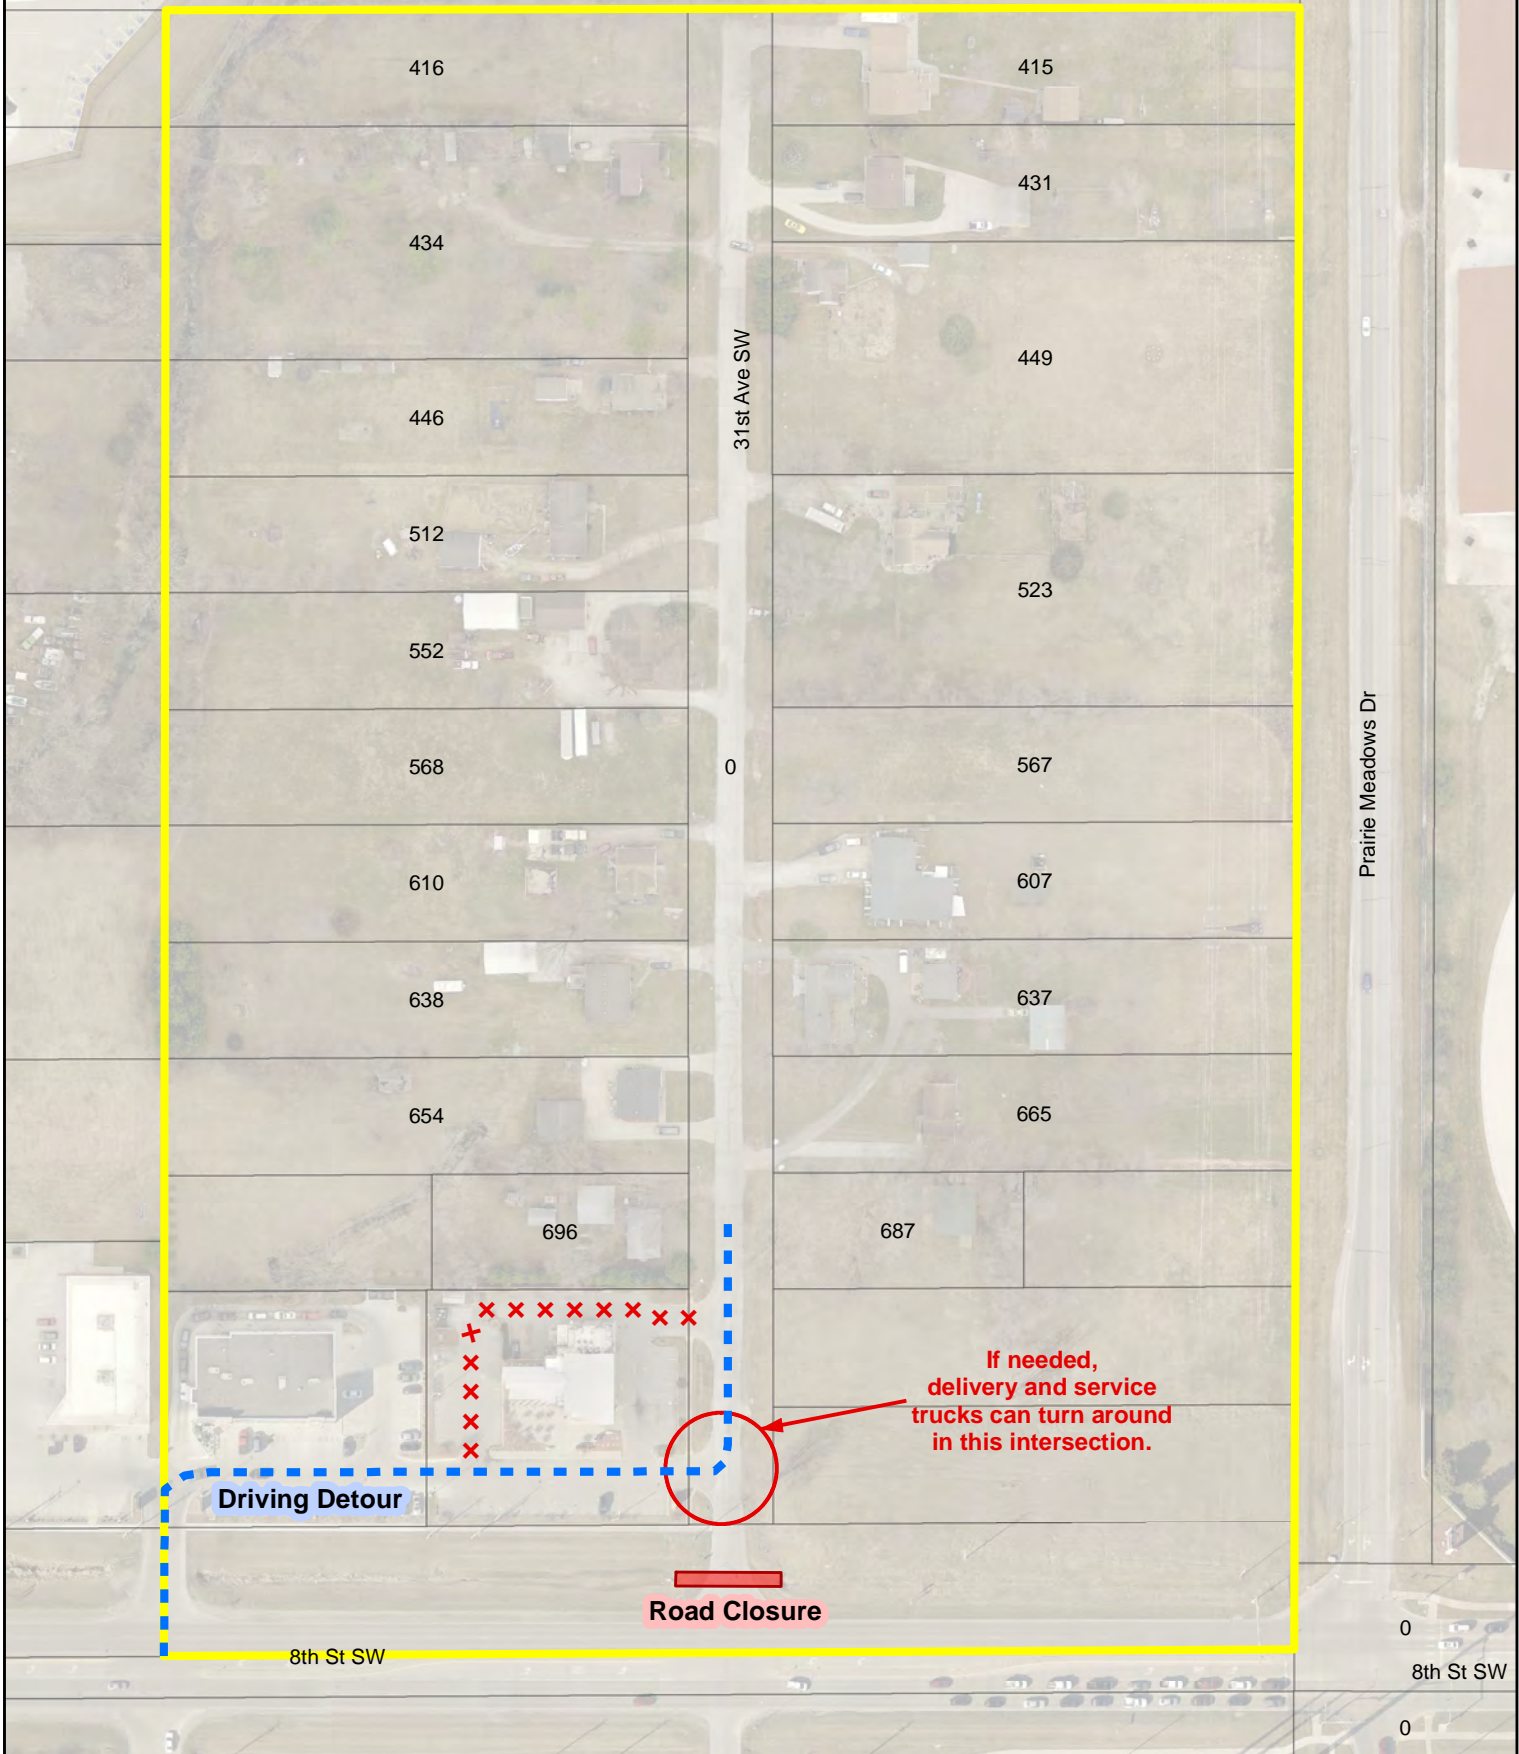 416
415
431
434
31st Ave SW
449
446
512
523
552
568
0
567
Prairie Meadows Dr
610
607
638
637
654
665
696
687
If needed,
delivery and service
trucks can turn around
in this intersection.
Driving Detour
Road Closure
0
8th St SW
8th St SW
0